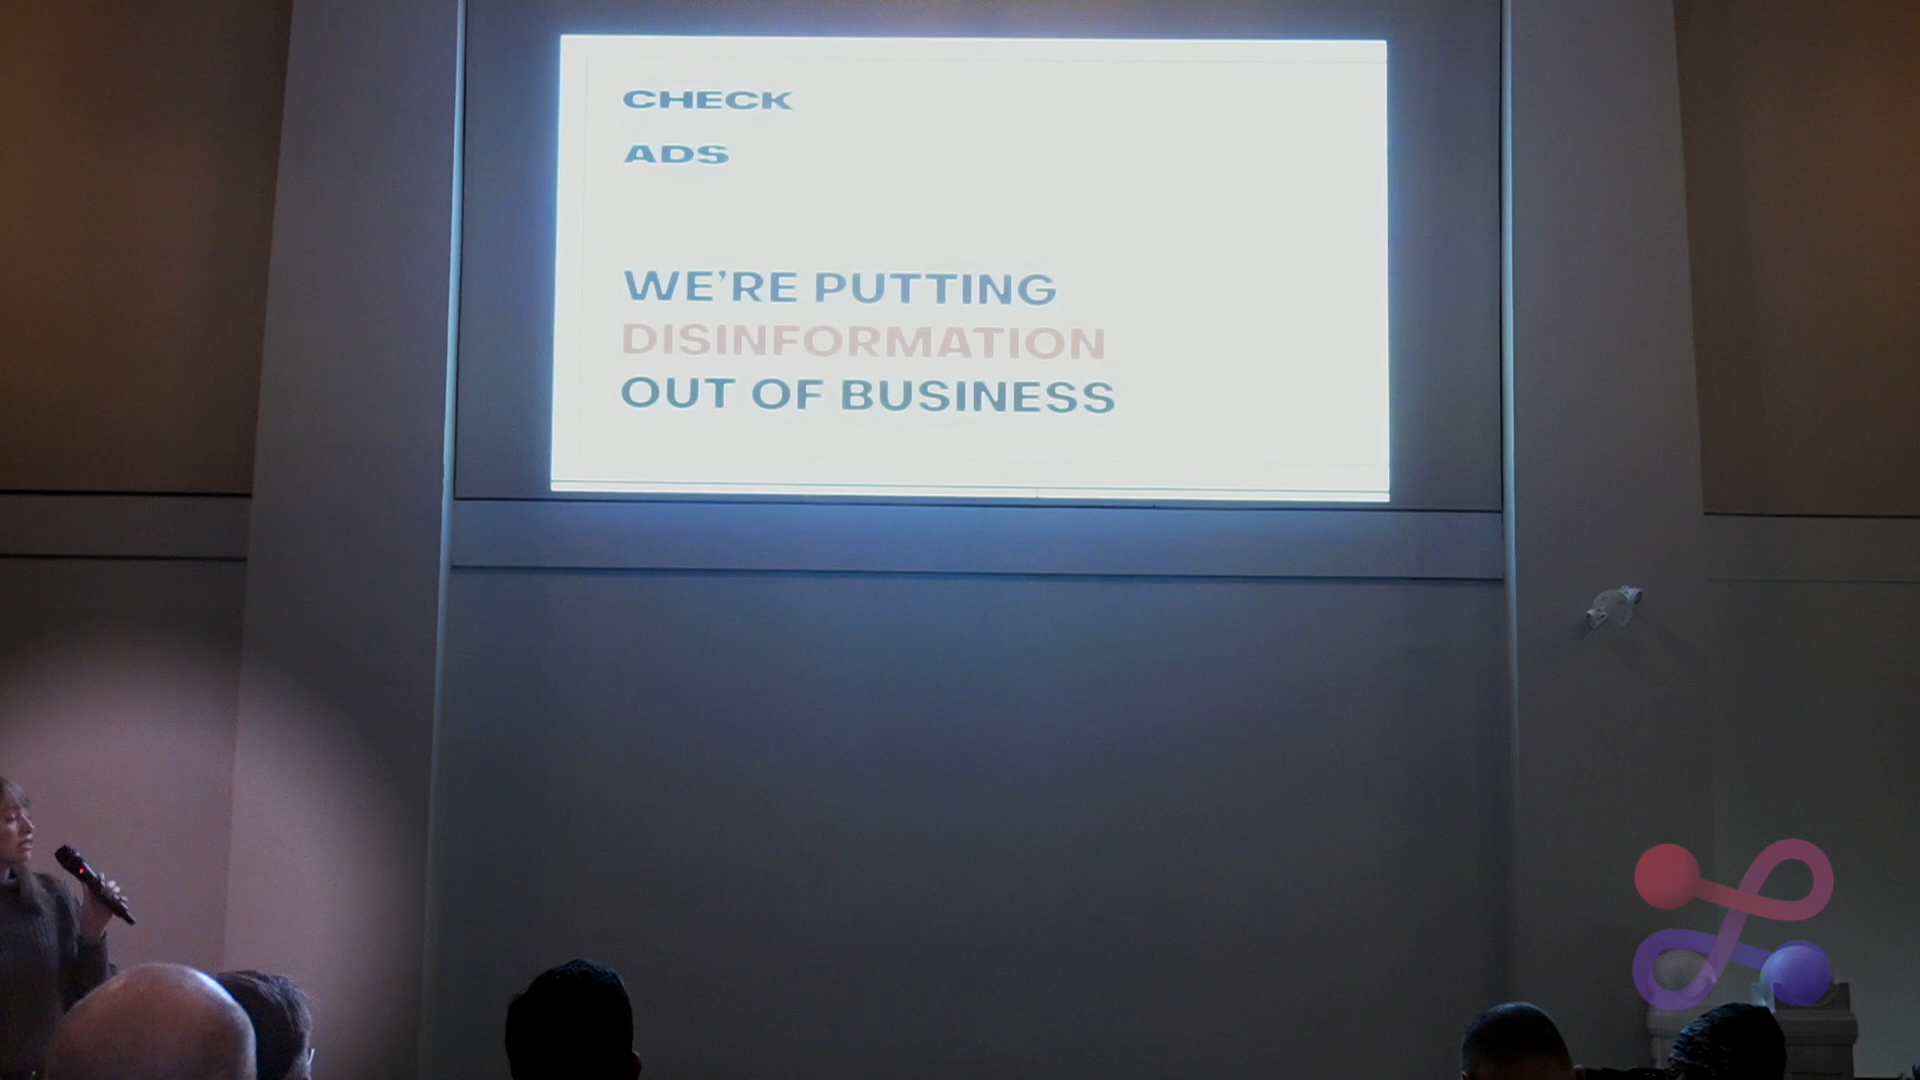 CHECK
ADS
WE'RE PUTTING
DISINFORMATION
OUT OF BUSINESS